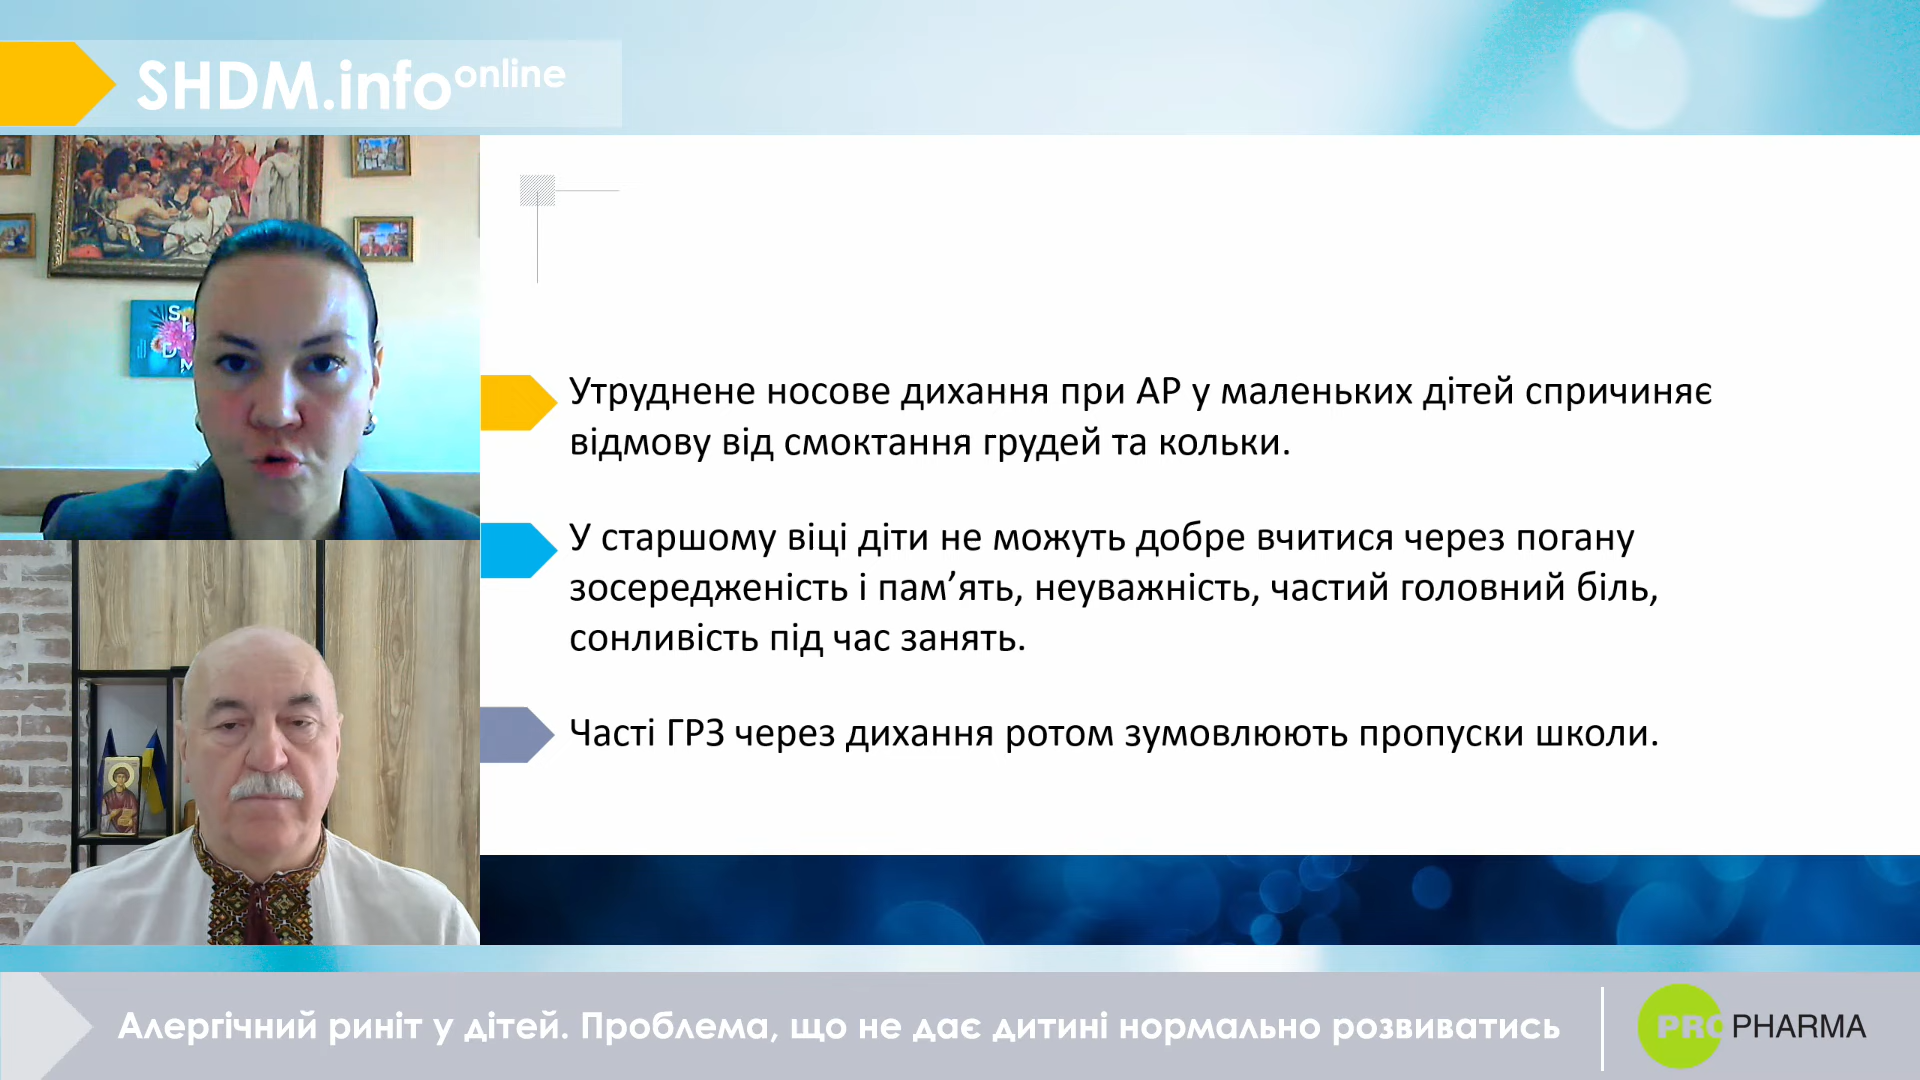 SHDM.info online
S
H
D
M
Утруднене носове дихання при АР у маленьких дітей спричиняє
відмову від смоктання грудей та кольки.
У старшому віці діти не можуть добре вчитися через погану
зосередженість і пам’ять, неуважність, частий головний біль,
сонливість під час занять.
Часті ГРЗ через дихання ротом зумовлюють пропуски школи.
Алергічний риніт у дітей. Проблема, що не дає дитині нормально розвиватись
PRO PHARMA